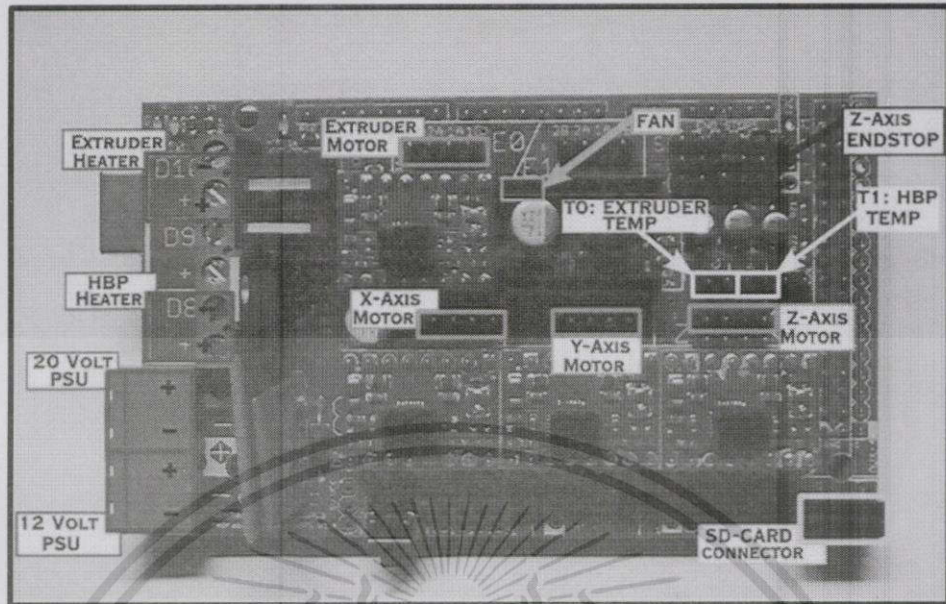 EXTRUDER
HEATER
D10
+
D9
+
HBP
HEATER
D8
+
20 VOLT
PSU
+
-
+
-
12 VOLT
PSU
EXTRUDER
MOTOR
E0
E1
FAN
Z-AXIS
ENDSTOP
T0: EXTRUDER
TEMP
T1: HBP
TEMP
X-AXIS
MOTOR
Y-AXIS
MOTOR
Z-AXIS
MOTOR
SD-CARD
CONNECTOR